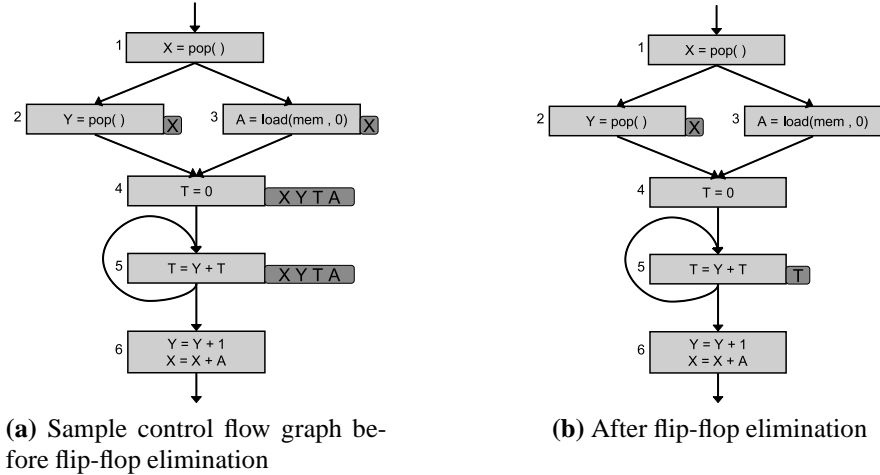 1
X = pop( )
2
Y = pop( )
X
3
A = load(mem , 0)
X
4
T = 0
X Y T A
5
T = Y + T
X Y T A
6
Y = Y + 1
X = X + A
(a) Sample control flow graph be-
fore flip-flop elimination
1
X = pop( )
2
Y = pop( )
X
3
A = load(mem , 0)
4
T = 0
5
T = Y + T
T
6
Y = Y + 1
X = X + A
(b) After flip-flop elimination